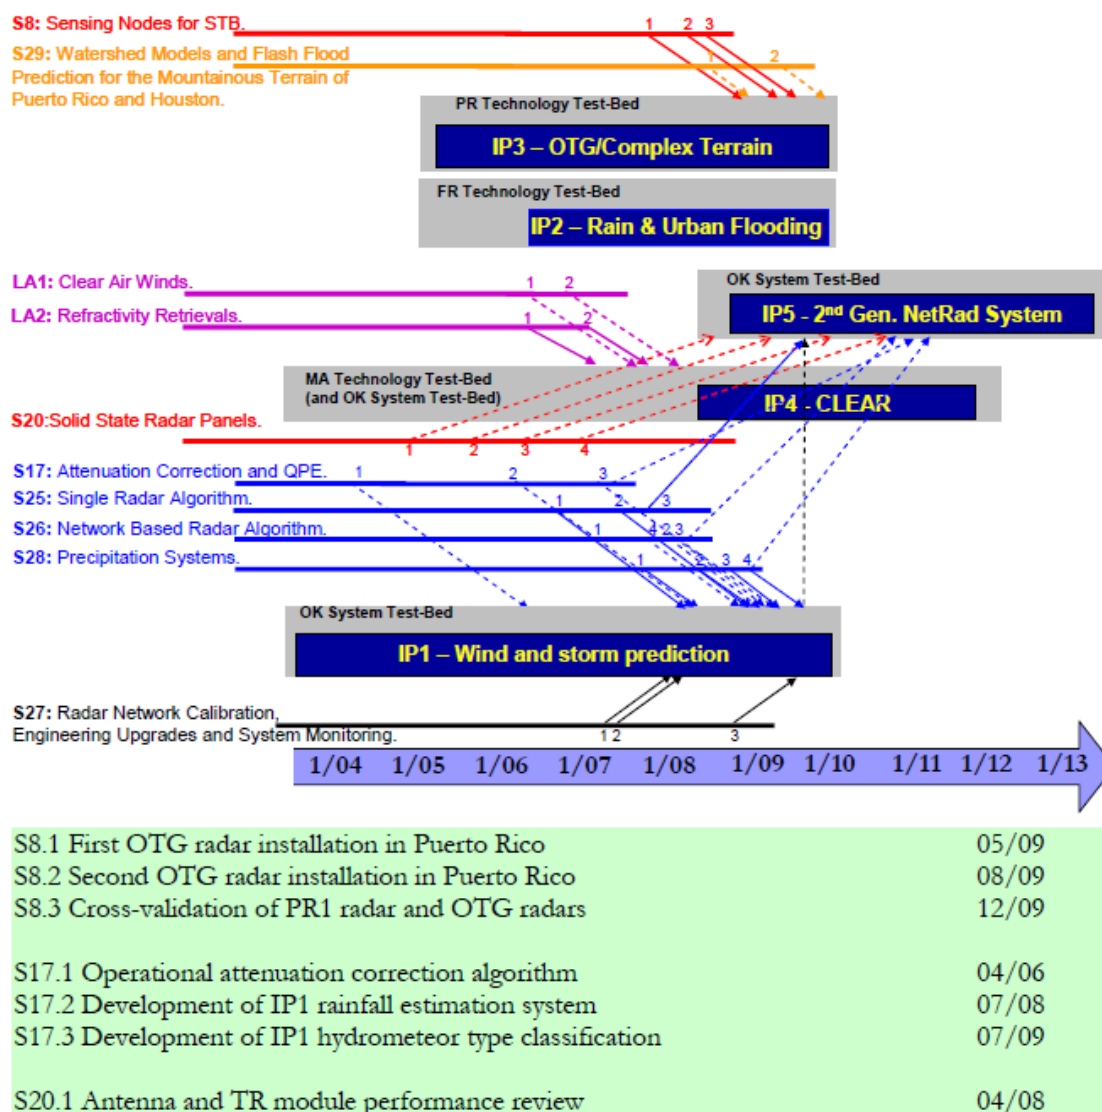 S8: Sensing Nodes for STB.
1 2 3
S29: Watershed Models and Flash Flood
Prediction for the Mountainous Terrain of
Puerto Rico and Houston.
1 2
PR Technology Test-Bed
IP3 – OTG/Complex Terrain
FR Technology Test-Bed
IP2 – Rain & Urban Flooding
LA1: Clear Air Winds.
1 2
OK System Test-Bed
IP5 - 2nd Gen. NetRad System
LA2: Refractivity Retrievals.
1 2
MA Technology Test-Bed
(and OK System Test-Bed)
IP4 - CLEAR
S20:Solid State Radar Panels.
1 2 3 4
S17: Attenuation Correction and QPE.
1 2 3
S25: Single Radar Algorithm.
1 2 3
S26: Network Based Radar Algorithm.
1 4 2 3
S28: Precipitation Systems.
1 2 3 4
OK System Test-Bed
IP1 – Wind and storm prediction
S27: Radar Network Calibration,
Engineering Upgrades and System Monitoring.
1 2 3
1/04 1/05 1/06 1/07 1/08 1/09 1/10 1/11 1/12 1/13
S8.1 First OTG radar installation in Puerto Rico 05/09
S8.2 Second OTG radar installation in Puerto Rico 08/09
S8.3 Cross-validation of PR1 radar and OTG radars 12/09
S17.1 Operational attenuation correction algorithm 04/06
S17.2 Development of IP1 rainfall estimation system 07/08
S17.3 Development of IP1 hydrometeor type classification 07/09
S20.1 Antenna and TR module performance review 04/08